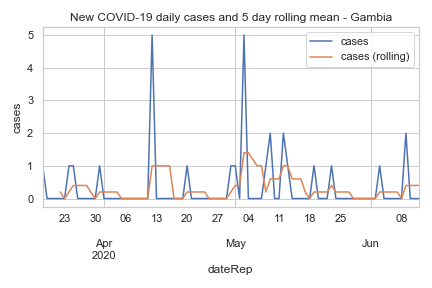 New COVID-19 daily cases and 5 day rolling mean - Gambia
cases
cases (rolling)
cases
5
4
3
2
1
0
23 30 06 13 20 27 04 11 18 25 08
Apr May Jun
2020
dateRep